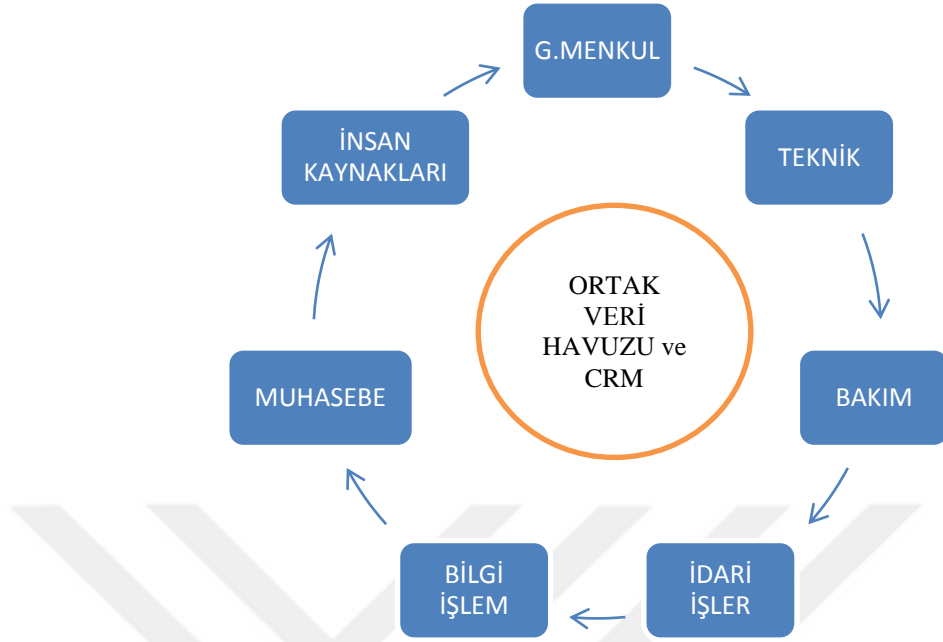 G.MENKUL
TEKNİK
BAKIM
İDARİ
İŞLER
BİLGİ
İŞLEM
MUHASEBE
İNSAN
KAYNAKLARI
ORTAK
VERİ
HAVUZU ve
CRM